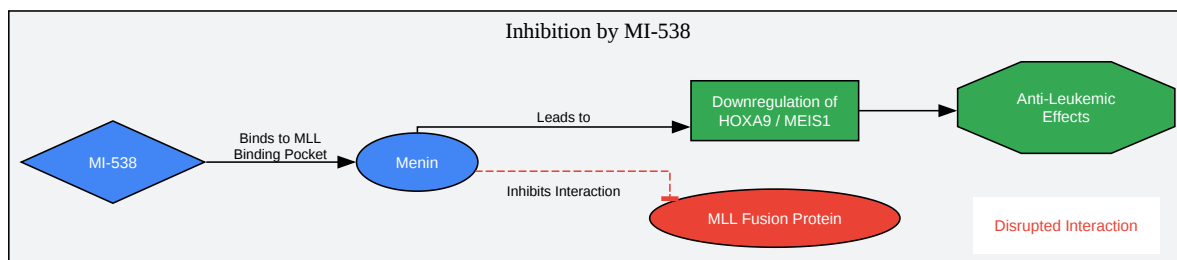 Inhibition by MI-538
MI-538
Binds to MLL
Binding Pocket
Menin
Leads to
Inhibits Interaction
Downregulation of
HOXA9 / MEIS1
MLL Fusion Protein
Anti-Leukemic
Effects
Disrupted Interaction